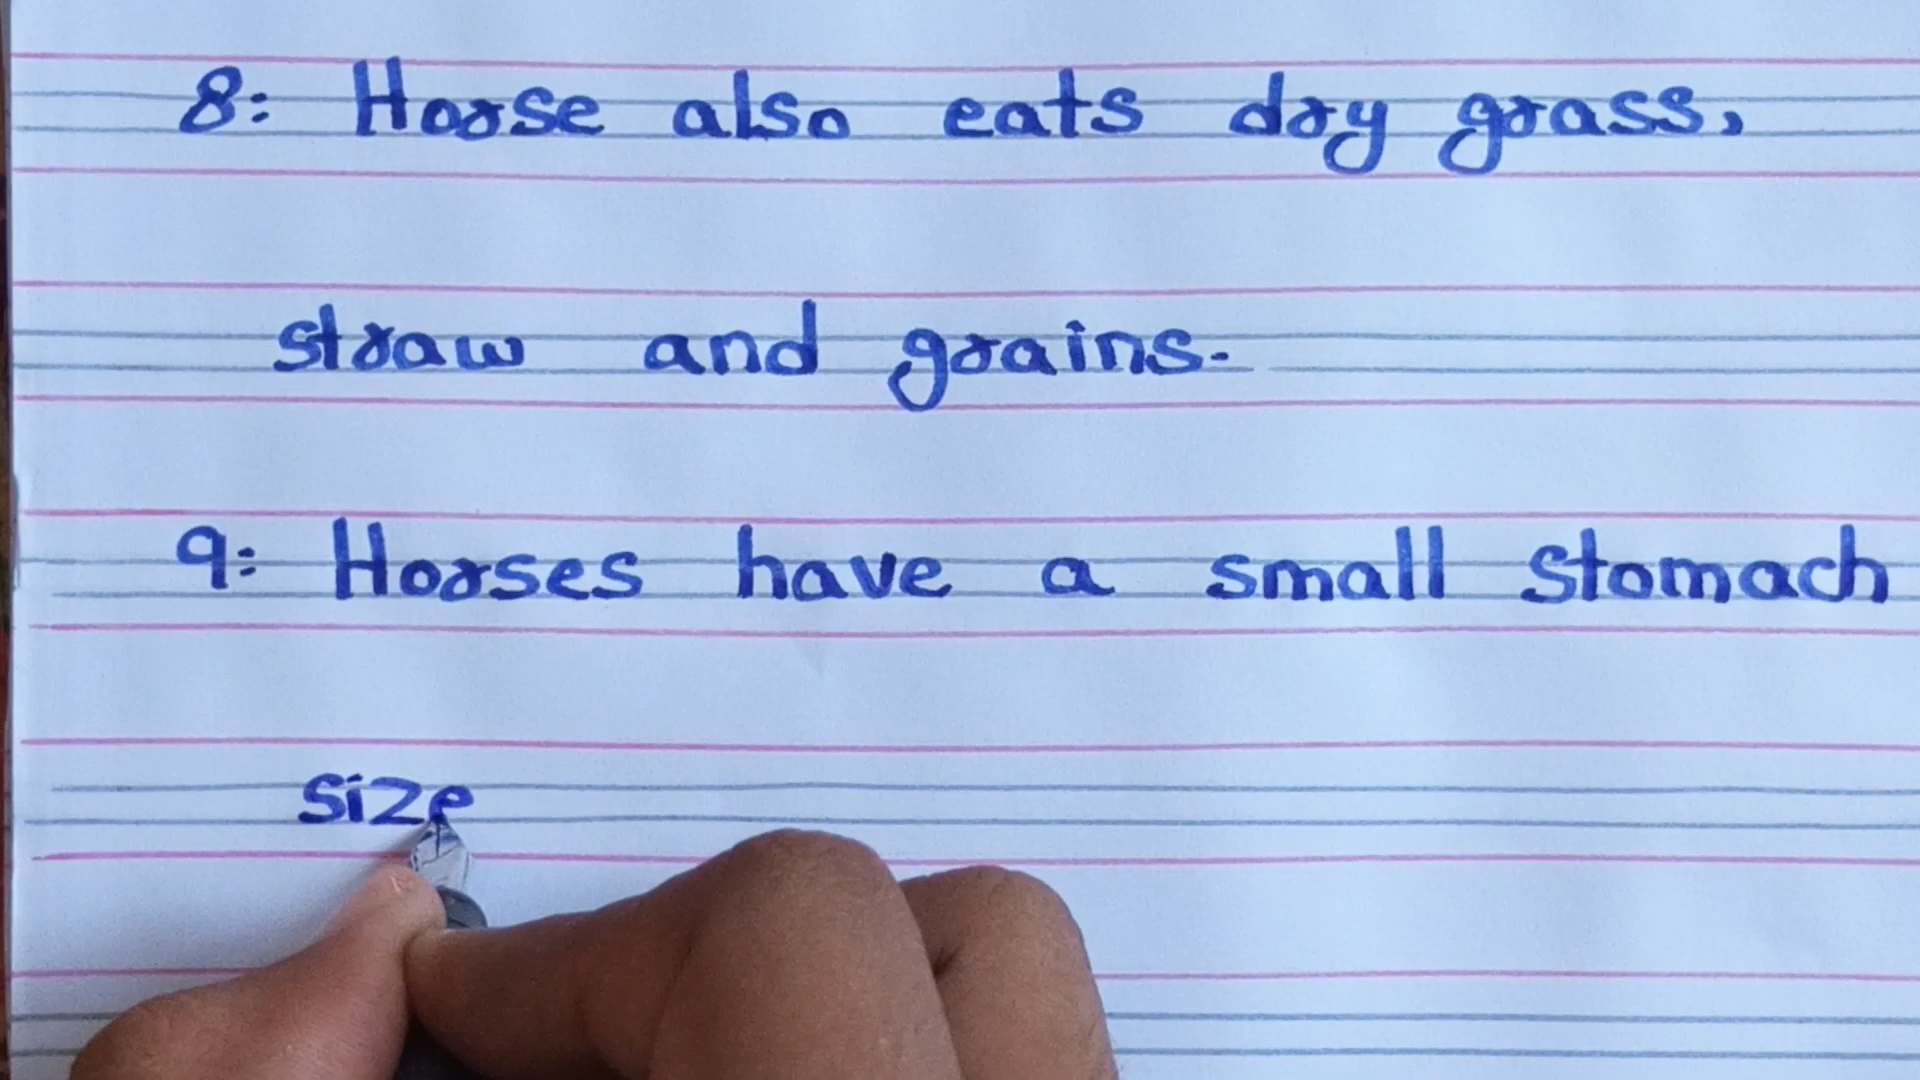 8: Horse also eats dry grass,
straw and grains.
9: Horses have a small stomach
size